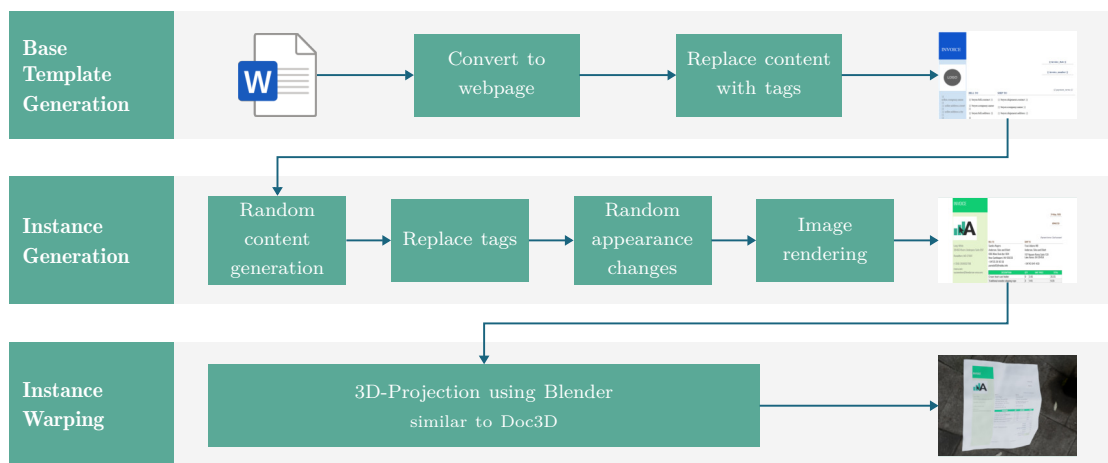 Base
Template
Generation
W
Convert to
webpage
Replace content
with tags
INVOICE
Instance
Generation
Random
content
generation
Replace tags
Random
appearance
changes
Image
rendering
Instance
Warping
3D-Projection using Blender
similar to Doc3D